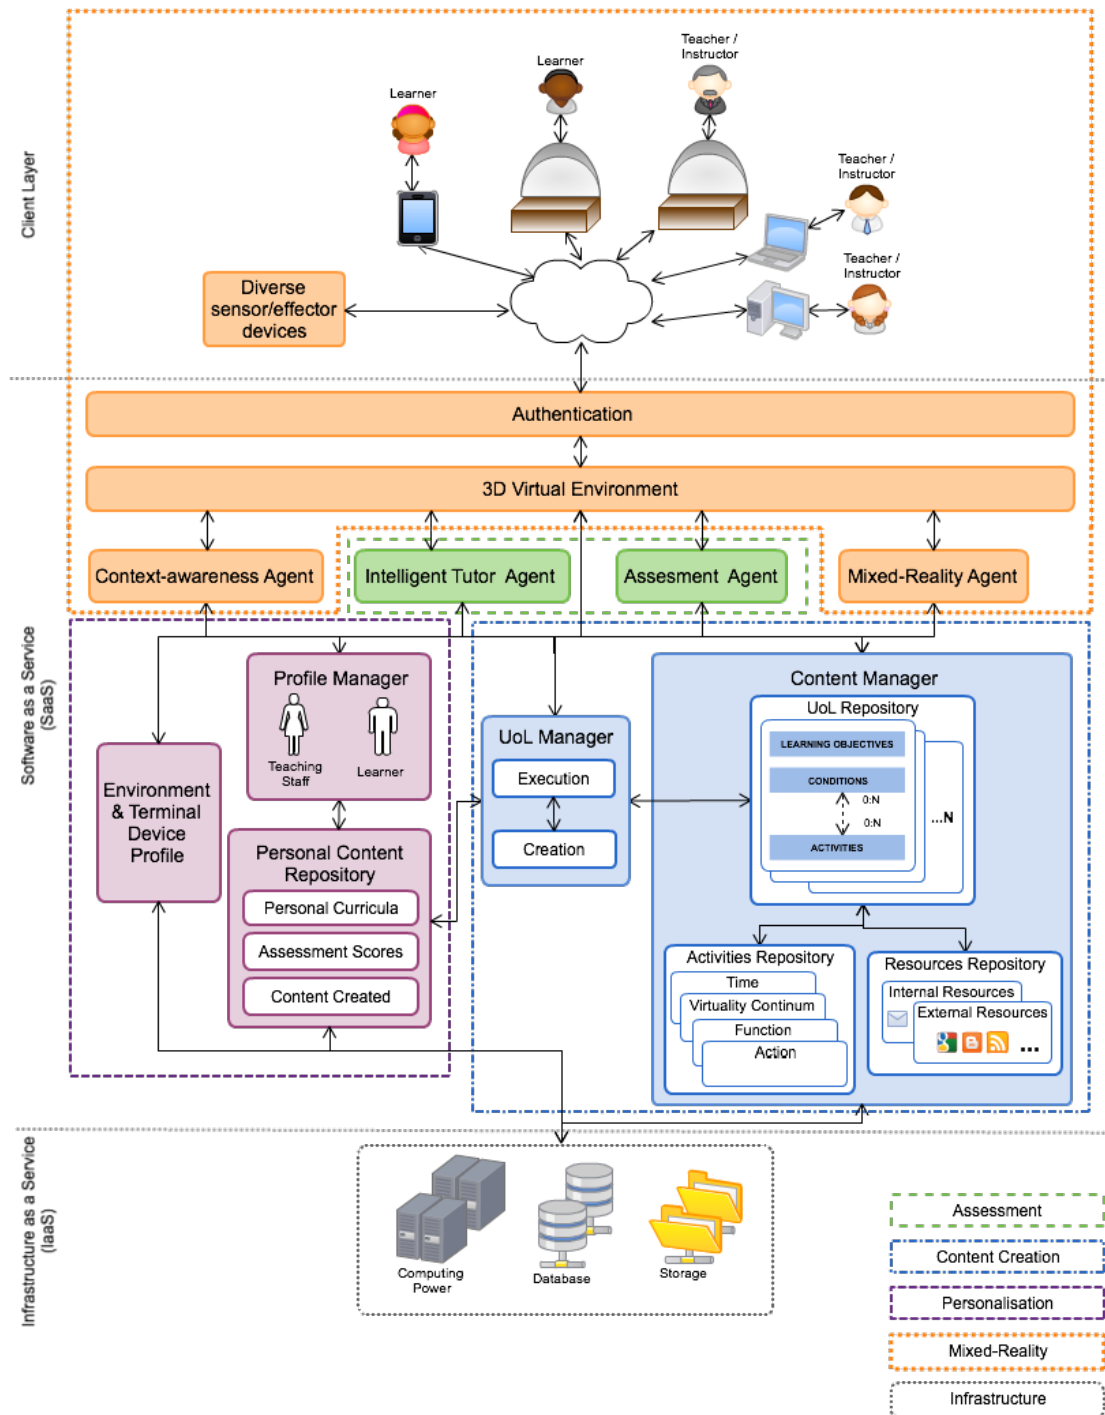 Client Layer
Teacher /
Instructor
Learner
Learner
Teacher /
Instructor
Teacher /
Instructor
Diverse
sensor/effector
devices
Software as a Service
(SaaS)
Authentication
3D Virtual Environment
Context-awareness Agent
Intelligent Tutor Agent
Assesment Agent
Mixed-Reality Agent
Profile Manager
Teaching
Staff
Learner
Environment
& Terminal
Device
Profile
Personal Content
Repository
Personal Curricula
Assessment Scores
Content Created
UoL Manager
Execution
Creation
Content Manager
UoL Repository
LEARNING OBJECTIVES
CONDITIONS
0:N
0:N
ACTIVITIES
...N
Activities Repository
Time
Virtuality Continum
Function
Action
Resources Repository
Internal Resources
External Resources
...
Infrastructure as a Service
(IaaS)
Computing
Power
Database
Storage
Assessment
Content Creation
Personalisation
Mixed-Reality
Infrastructure